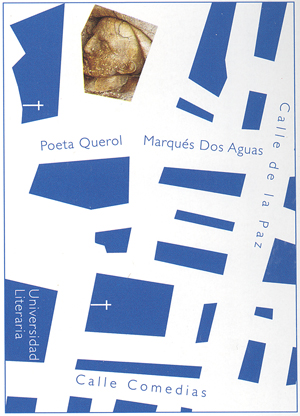 Poeta Querol
Marqués Dos Aguas
Calle de la Paz
Universidad
Literaria
Calle Comedias